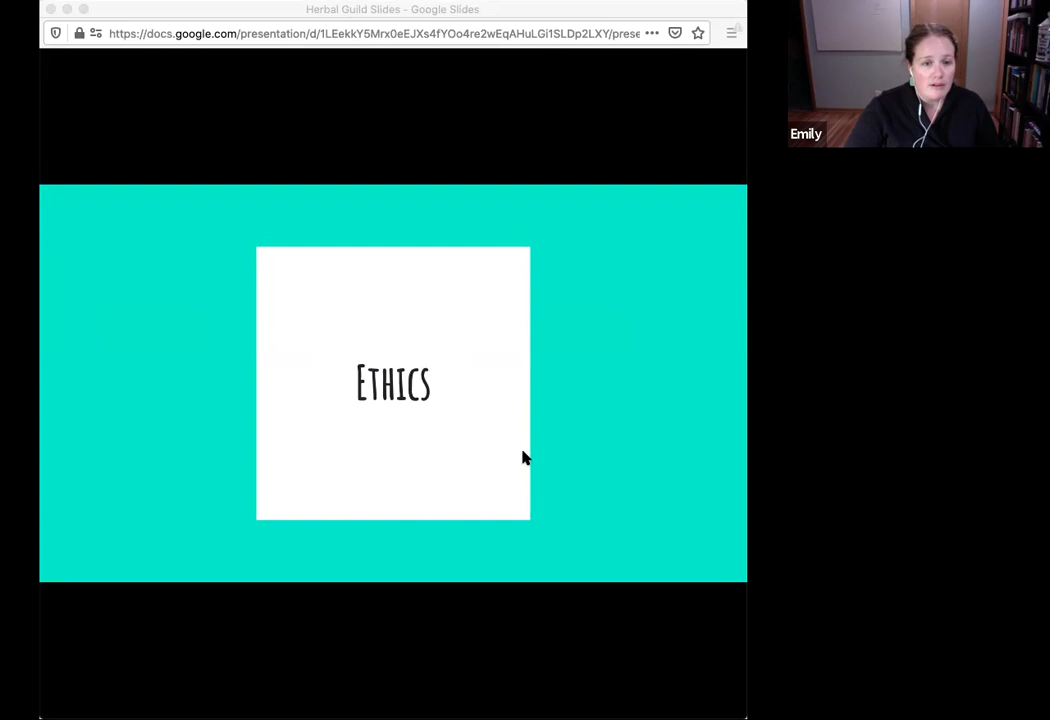 Herbal Guild Slides - Google Slides
https://docs.google.com/presentation/d/1LEekkY5Mrx0eEJXs4fYOo4re2wEqAHuLGi1SLDp2LXY/prese
Emily
Ethics